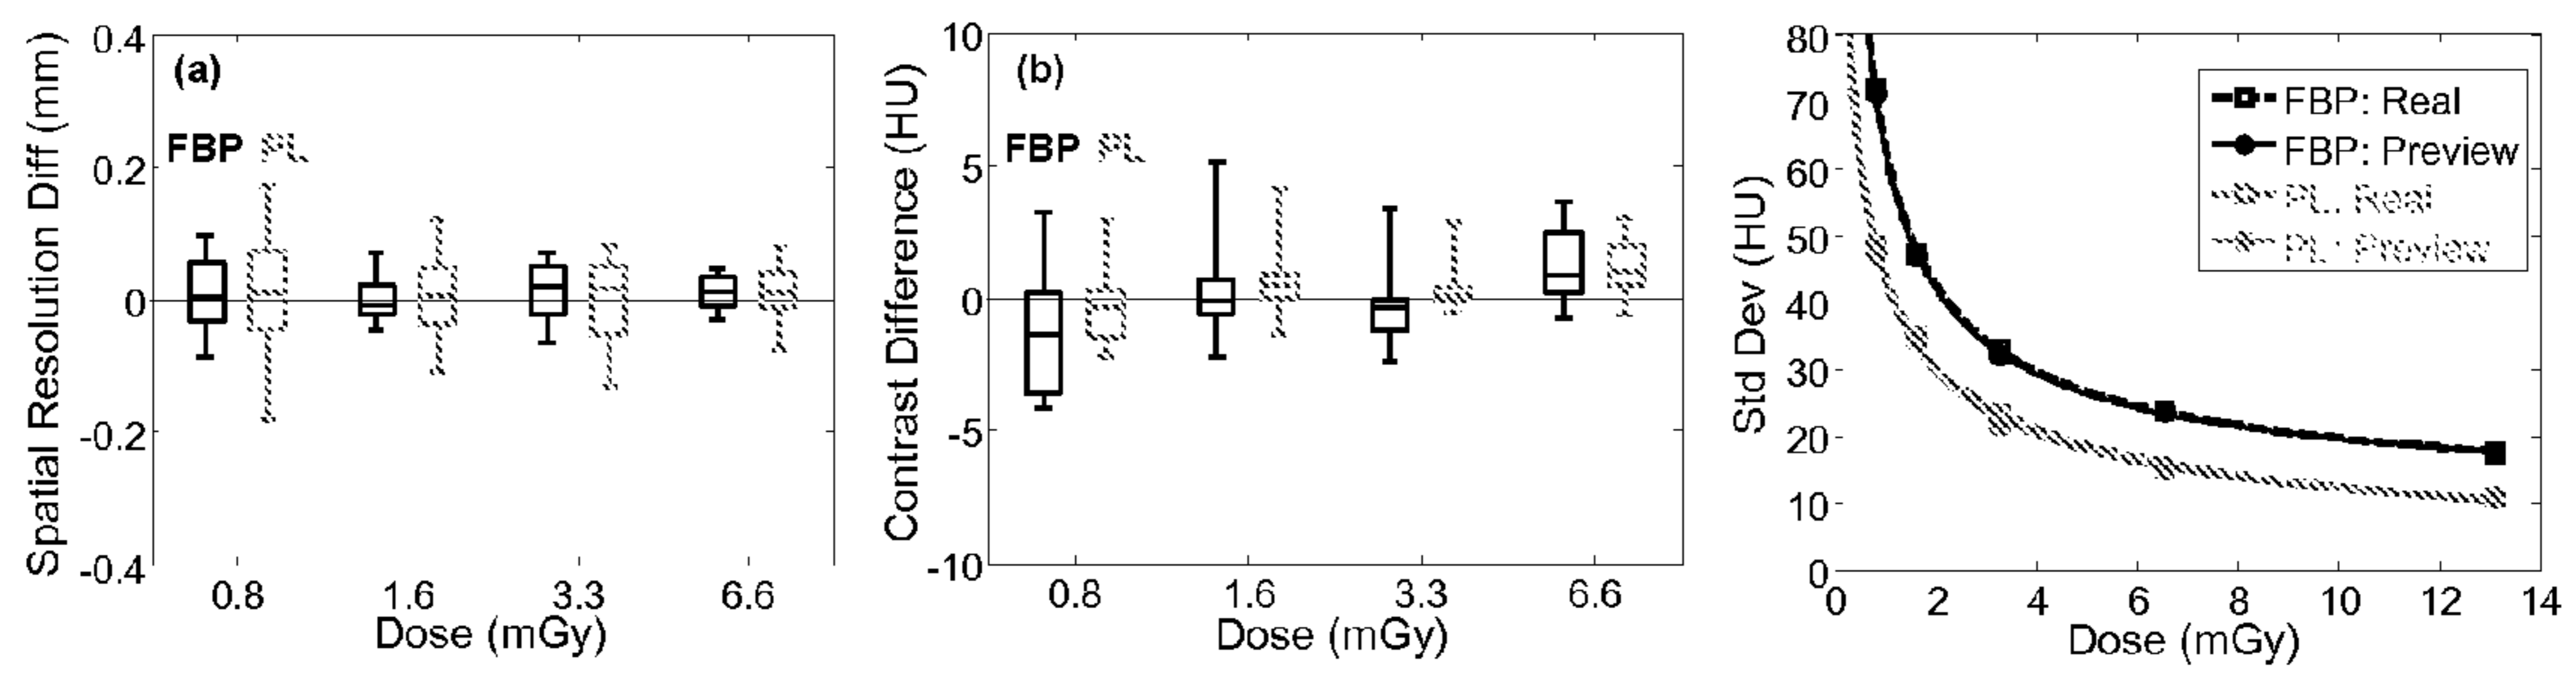 Spatial Resolution Diff (mm)
0.4
0.2
0
-0.2
-0.4
(a)
FBP PL
0.8 1.6 3.3 6.6
Dose (mGy)
Contrast Difference (HU)
10
5
0
-5
-10
(b)
FBP PL
0.8 1.6 3.3 6.6
Dose (mGy)
Std Dev (HU)
80
70
60
50
40
30
20
10
0
FBP: Real
FBP: Preview
PL: Real
PL: Preview
0 2 4 6 8 10 12 14
Dose (mGy)